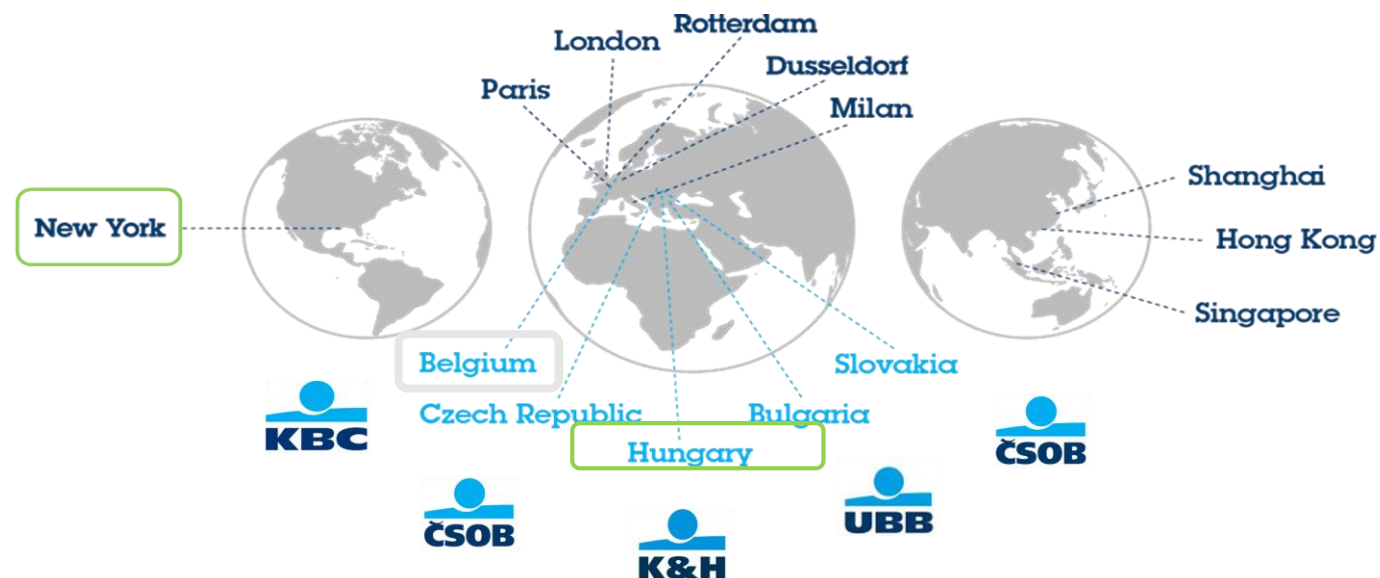 Rotterdam
London
Dusseldorf
Paris
Milan
Shanghai
New York
Hong Kong
Singapore
Belgium
Slovakia
Czech Republic
Bulgaria
Hungary
KBC
ČSOB
ČSOB
UBB
K&H